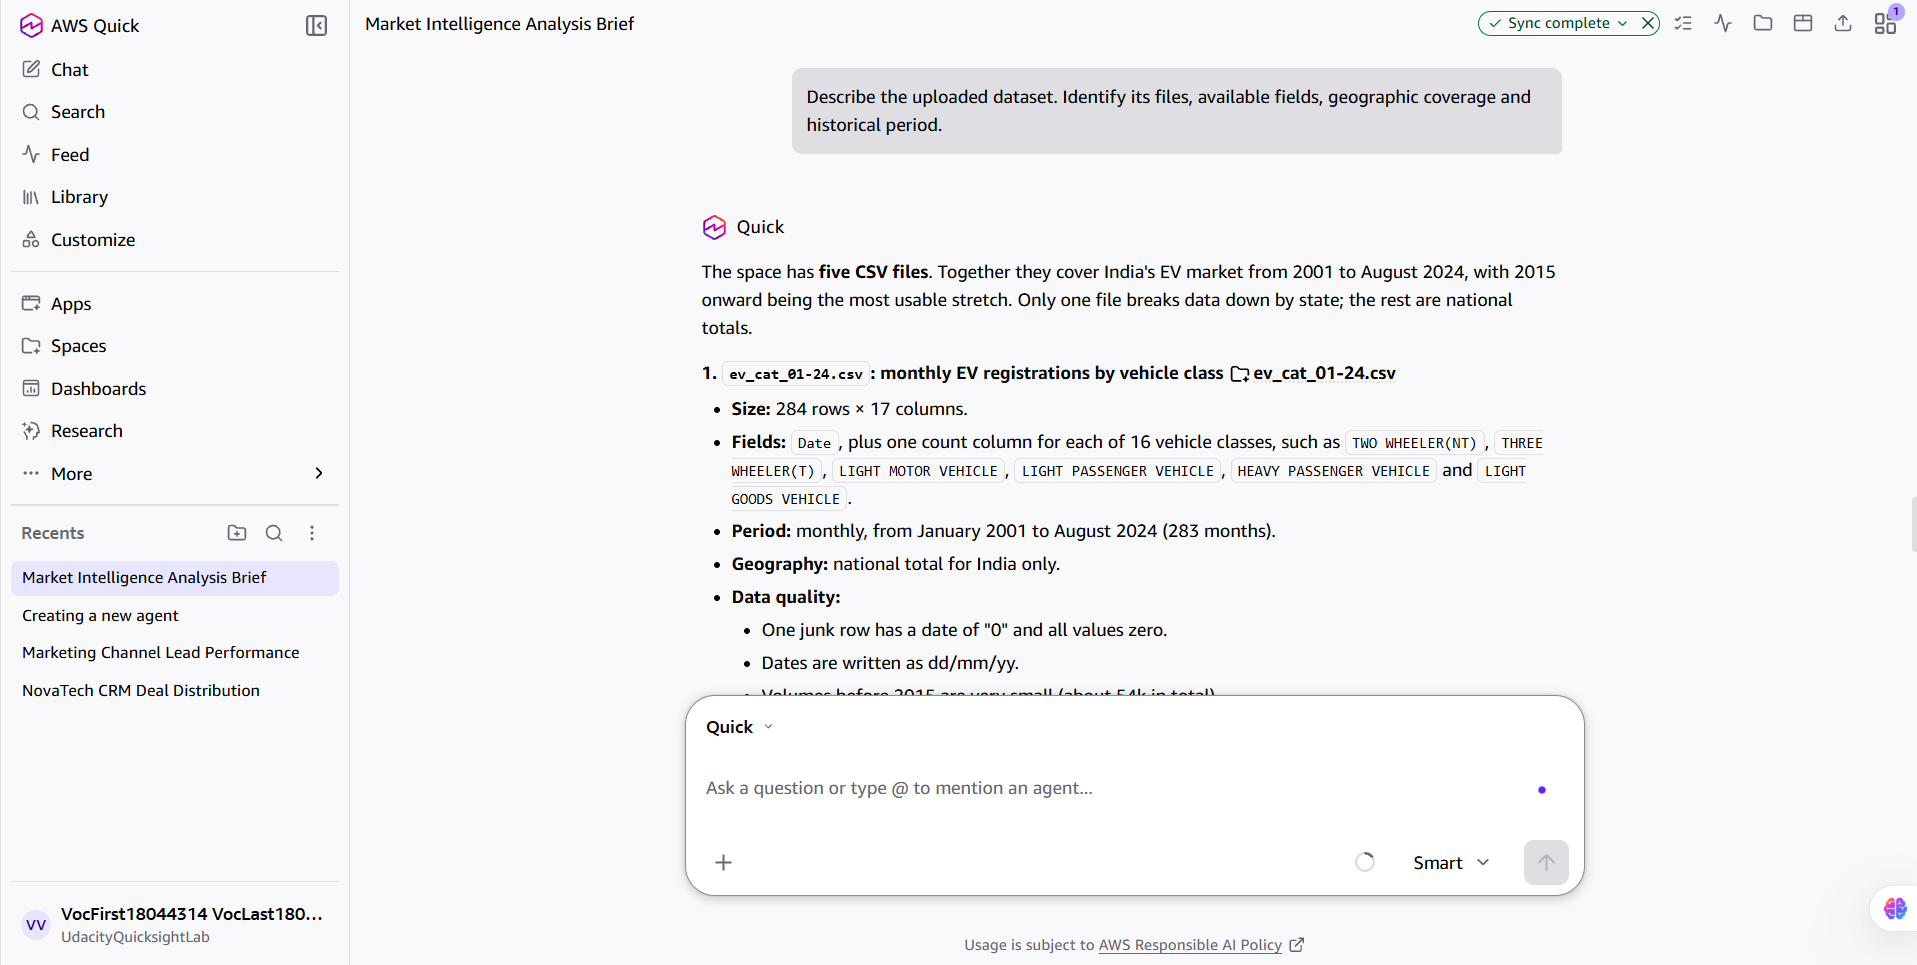 AWS Quick
Chat
Search
Feed
Library
Customize
Apps
Spaces
Dashboards
Research
More
Recents
Market Intelligence Analysis Brief
Creating a new agent
Marketing Channel Lead Performance
NovaTech CRM Deal Distribution
VV
VocFirst18044314 VocLast180...
UdacityQuicksightLab
Market Intelligence Analysis Brief
Sync complete
1
Describe the uploaded dataset. Identify its files, available fields, geographic coverage and
historical period.
Quick
The space has five CSV files. Together they cover India's EV market from 2001 to August 2024, with 2015
onward being the most usable stretch. Only one file breaks data down by state; the rest are national
totals.
1. ev_cat_01-24.csv: monthly EV registrations by vehicle class ev_cat_01-24.csv
• Size: 284 rows × 17 columns.
• Fields: Date, plus one count column for each of 16 vehicle classes, such as TWO WHEELER(NT), THREE
WHEELER(T), LIGHT MOTOR VEHICLE, LIGHT PASSENGER VEHICLE, HEAVY PASSENGER VEHICLE and LIGHT
GOODS VEHICLE.
• Period: monthly, from January 2001 to August 2024 (283 months).
• Geography: national total for India only.
• Data quality:
• One junk row has a date of "0" and all values zero.
• Dates are written as dd/mm/yy.
• Volumes before 2015 are very small (about 54k in total)
Quick
Ask a question or type @ to mention an agent...
Smart
Usage is subject to AWS Responsible AI Policy